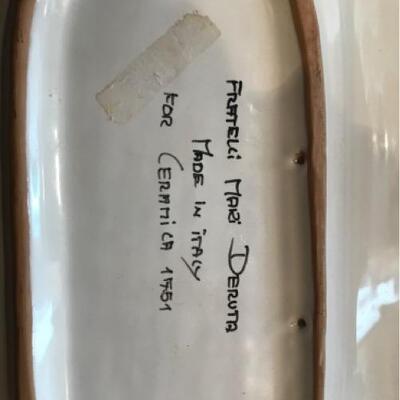 FRATELLI MARI DERUTA
MADE IN ITALY
FOR CERAMICA 1751